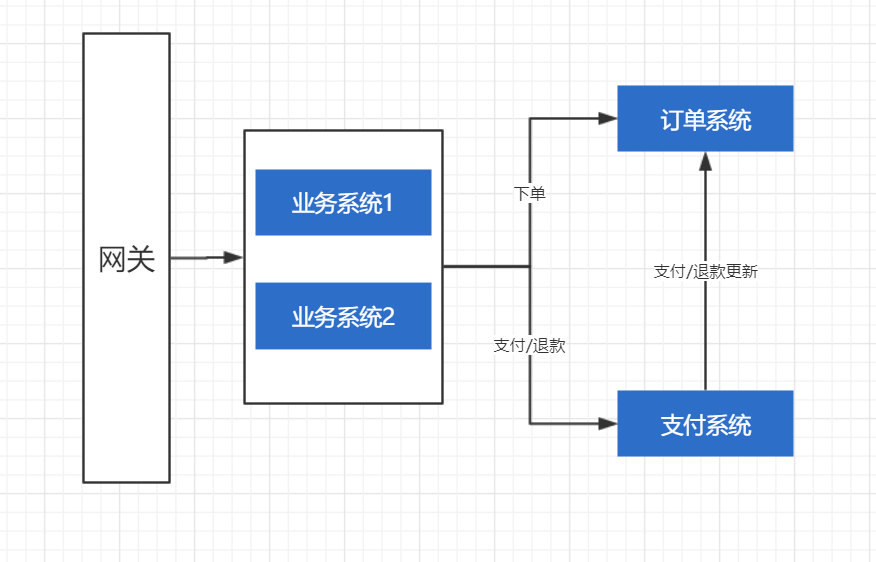 网关
业务系统1
业务系统2
下单
支付/退款
订单系统
支付/退款更新
支付系统